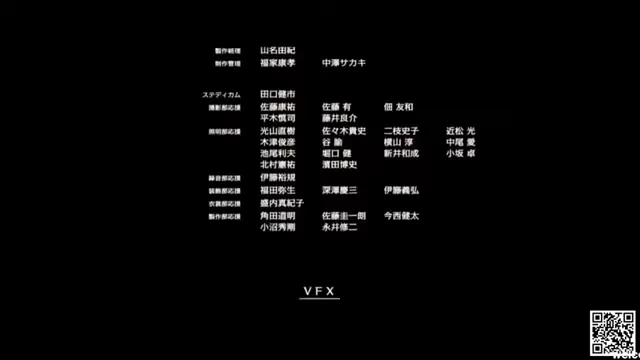 製作経理 山名由紀
制作管理 福家康孝 中澤サカキ
ステディカム 田口健市
撮影部応援 佐藤康祐 佐藤 有 佃 友和
平木慎司 藤井良介
照明部応援 光山直樹 佐々木貴史 二枝史子 近松 光
木津俊彦 谷 諭 横山 淳 中尾 愛
池尾利夫 堀口 健 新井和成 小坂 卓
北村憲祐 濱田博史
録音部応援 伊藤裕規
装飾部応援 福田弥生 深澤慶三 伊藤義弘
衣装部応援 盛内真紀子
製作部応援 角田道明 佐藤圭一朗 今西健太
小沼秀剛 永井修二
VFX